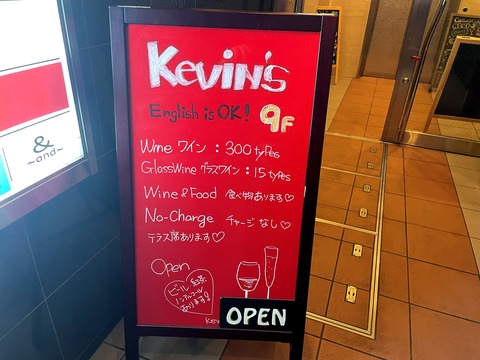 Kevin's
English is OK! 9F
Wine ワイン : 300 types
GlassWine グラスワイン : 15 types
Wine & Food 食べ物あります♡
No-Charge チャージなし♡
テラス席あります♡
Open
ビール 紅茶
ノンアルコール
あります!
Kev
OPEN
&
~and~